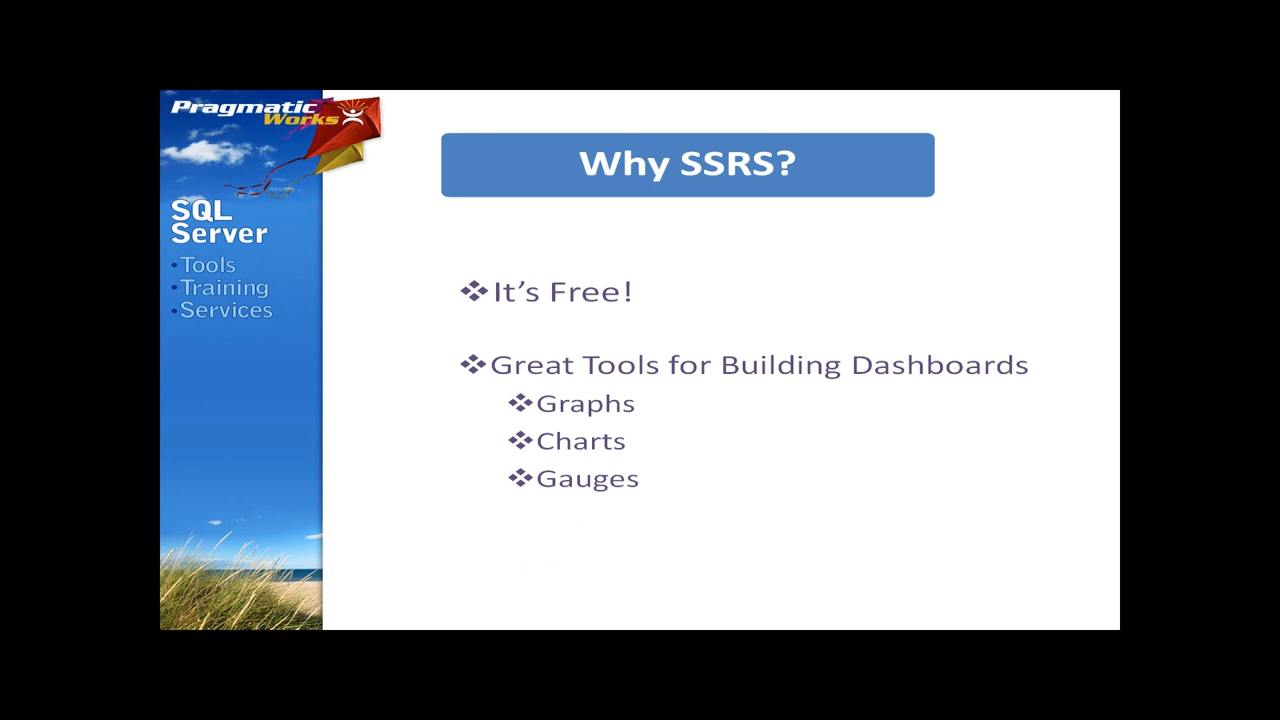 Pragmatic
Works
SQL
Server
•Tools
•Training
•Services
Why SSRS?
❖It's Free!
❖Great Tools for Building Dashboards
❖Graphs
❖Charts
❖Gauges